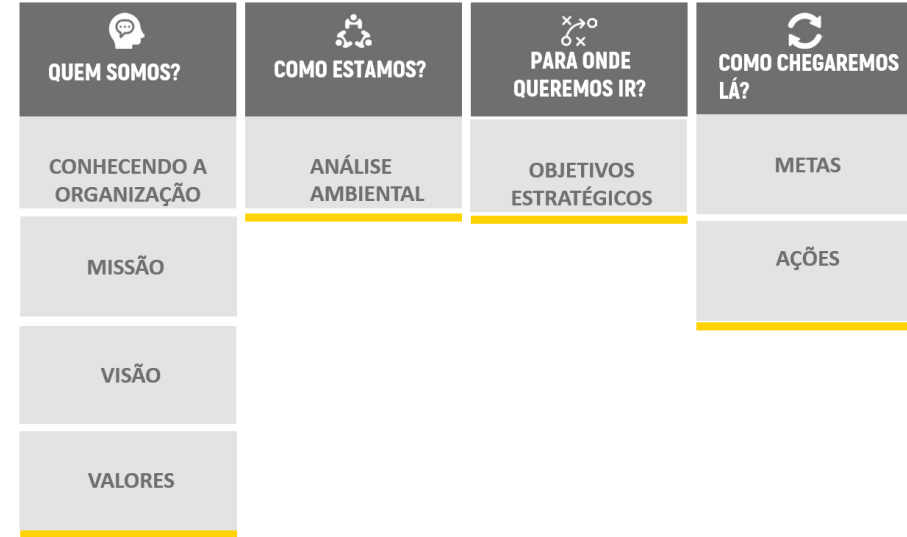 QUEM SOMOS?
CONHECENDO A
ORGANIZAÇÃO
MISSÃO
VISÃO
VALORES
COMO ESTAMOS?
ANÁLISE
AMBIENTAL
PARA ONDE
QUEREMOS IR?
OBJETIVOS
ESTRATÉGICOS
COMO CHEGAREMOS
LÁ?
METAS
AÇÕES